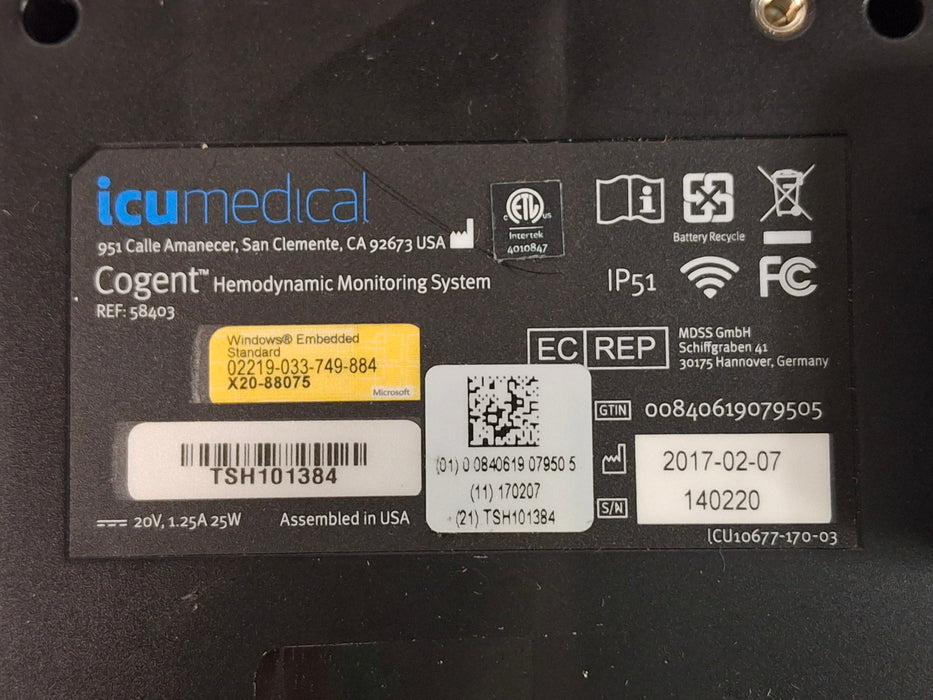 icumedical
951 Calle Amanecer, San Clemente, CA 92673 USA
Cogent™ Hemodynamic Monitoring System
REF: 58403
c ETL us
Intertek
4010847
Battery Recycle
IP51
FC
Windows® Embedded
Standard
02219-033-749-884
X20-88075
Microsoft
EC REP
MDSS GmbH
Schiffgraben 41
30175 Hannover, Germany
TSH101384
(01) 0 0840619 07950 5
(11) 170207
(21) TSH101384
GTIN 00840619079505
2017-02-07
S/N 140220
20V, 1.25A 25W
Assembled in USA
ICU10677-170-03